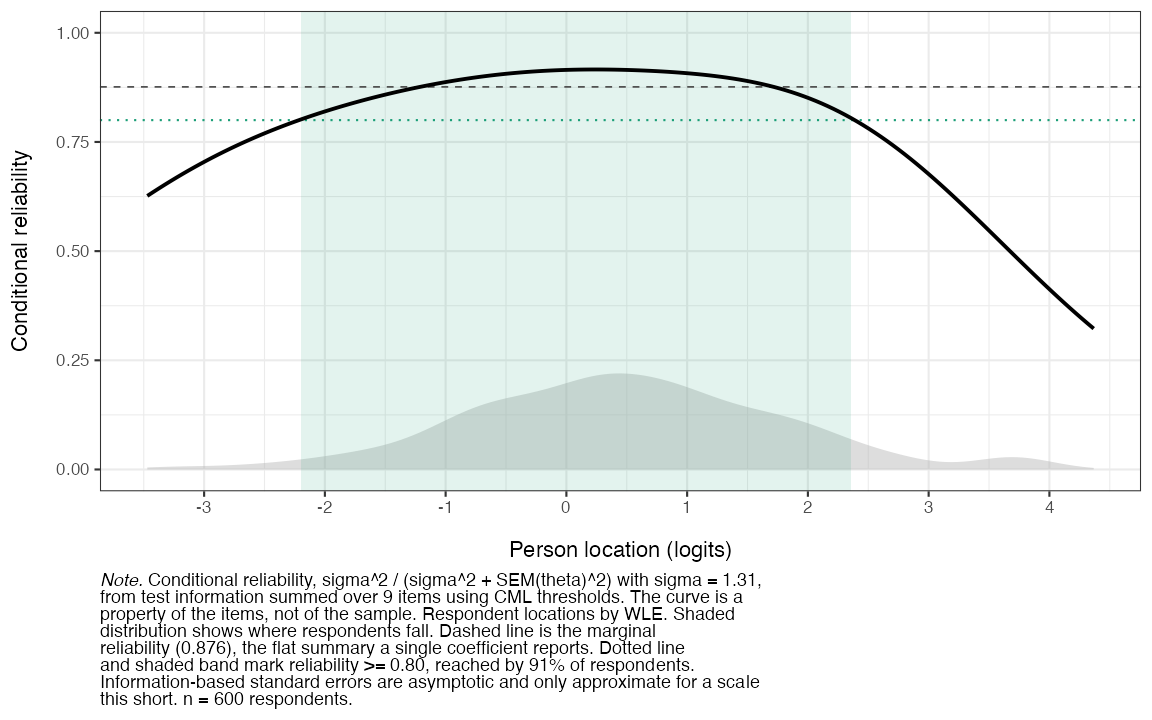 1.00
0.75
0.50
0.25
0.00
Conditional reliability
-3
-2
-1
0
1
2
3
4
Person location (logits)
Note. Conditional reliability, sigma^2 / (sigma^2 + SEM(theta)^2) with sigma = 1.31,
from test information summed over 9 items using CML thresholds. The curve is a
property of the items, not of the sample. Respondent locations by WLE. Shaded
distribution shows where respondents fall. Dashed line is the marginal
reliability (0.876), the flat summary a single coefficient reports. Dotted line
and shaded band mark reliability >= 0.80, reached by 91% of respondents.
Information-based standard errors are asymptotic and only approximate for a scale
this short. n = 600 respondents.